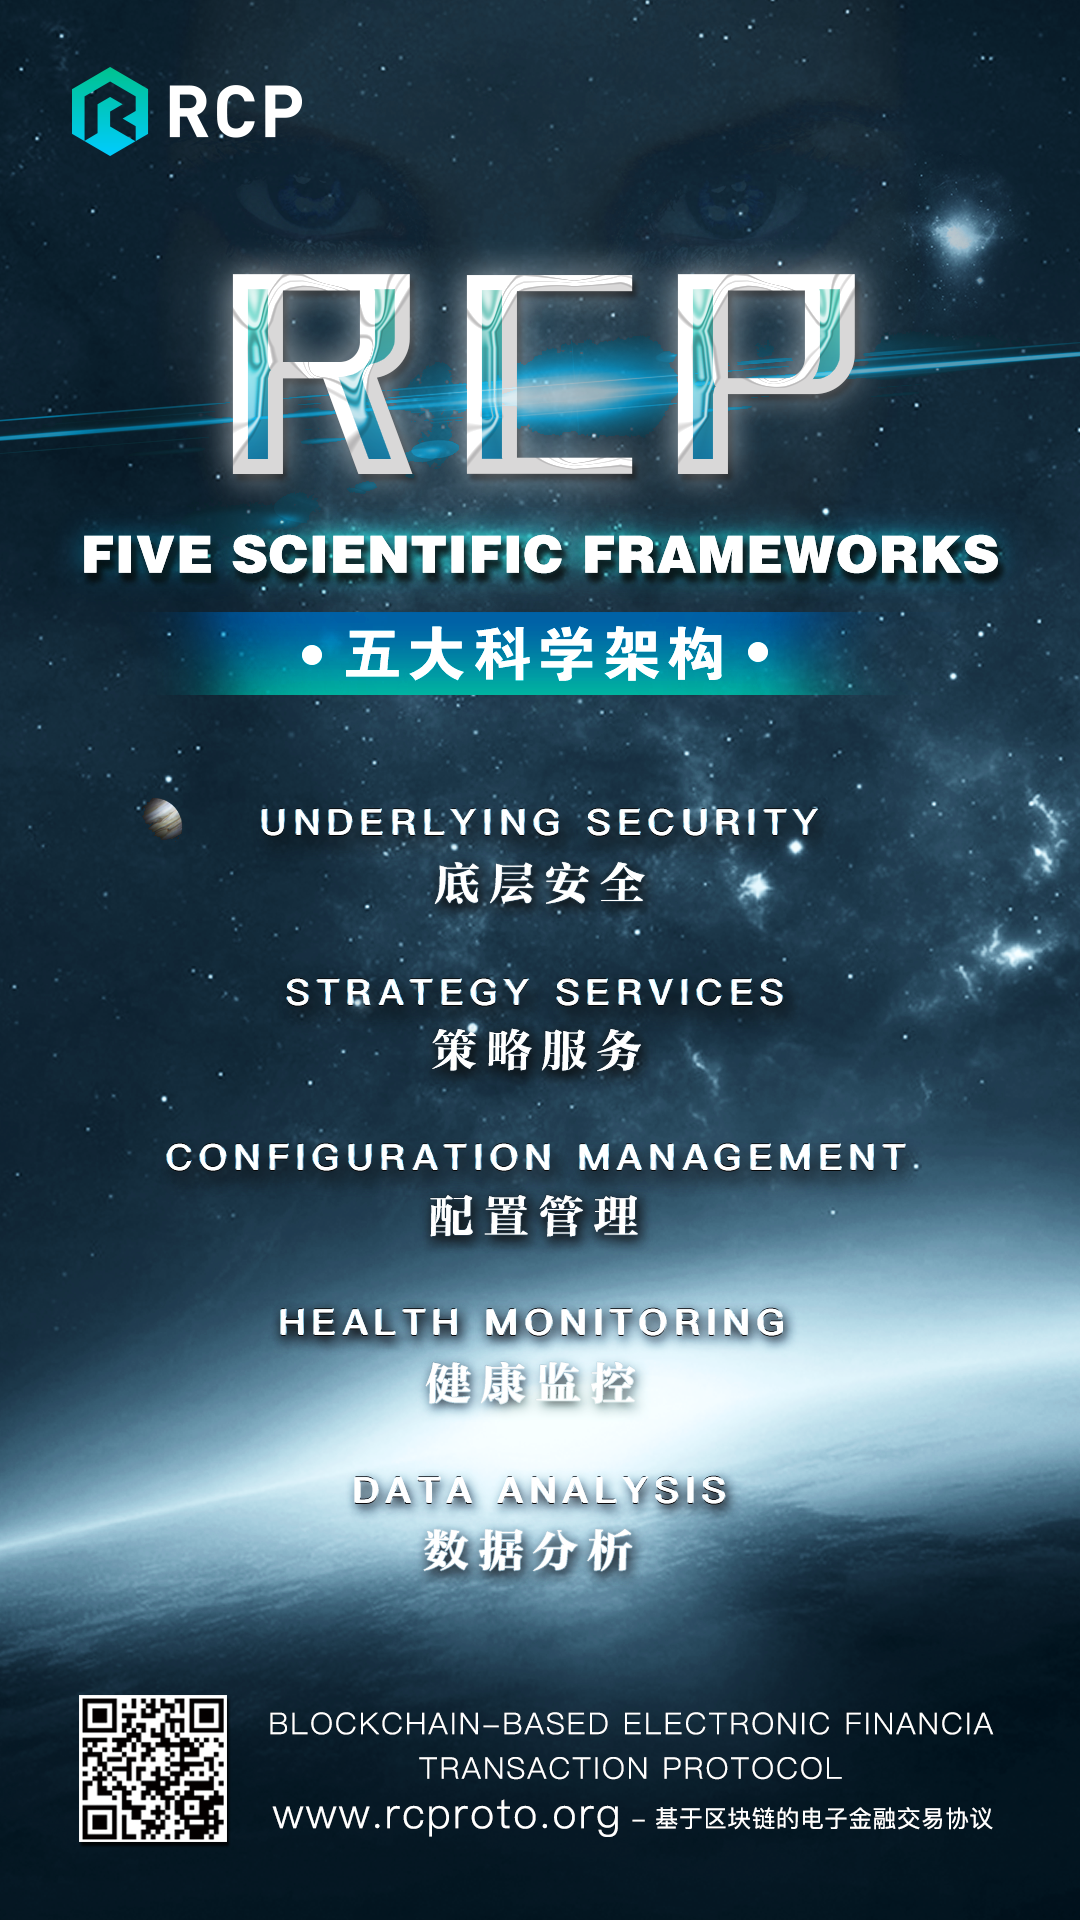 RCP
RCP
FIVE SCIENTIFIC FRAMEWORKS
• 五大科学架构 •
UNDERLYING SECURITY
底层安全
STRATEGY SERVICES
策略服务
CONFIGURATION MANAGEMENT
配置管理
HEALTH MONITORING
健康监控
DATA ANALYSIS
数据分析
BLOCKCHAIN-BASED ELECTRONIC FINANCIA
TRANSACTION PROTOCOL
www.rcproto.org - 基于区块链的电子金融交易协议